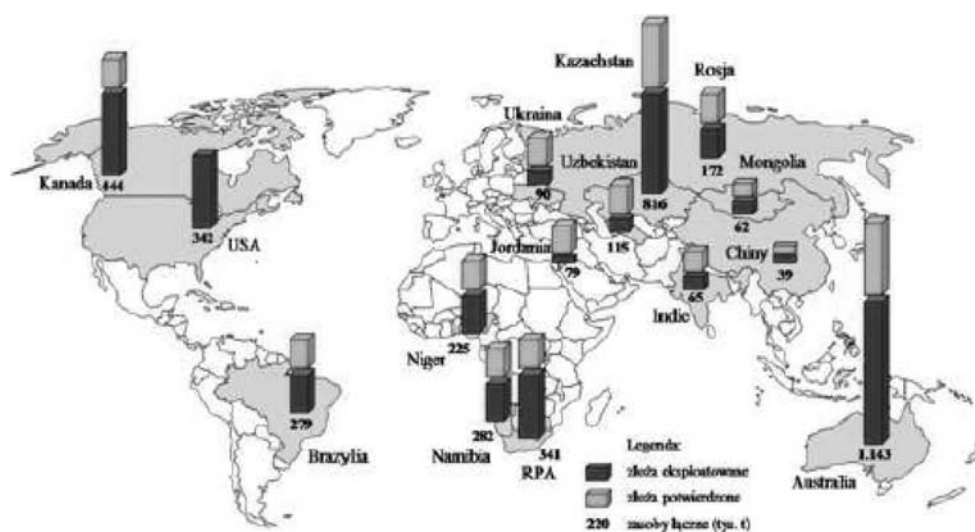 Kazachstan
Rosja
Ukraina
Uzbekistan
Mongolia
Kanada
444
342
USA
90
816
172
62
Jordania
79
115
Chiny
39
65
Indie
Niger
225
279
Brazylia
282
Namibia
341
RPA
Legenda:
złoża eksploatowane
złoża potwierdzone
220 zasoby łączne (tys. t)
1.143
Australia